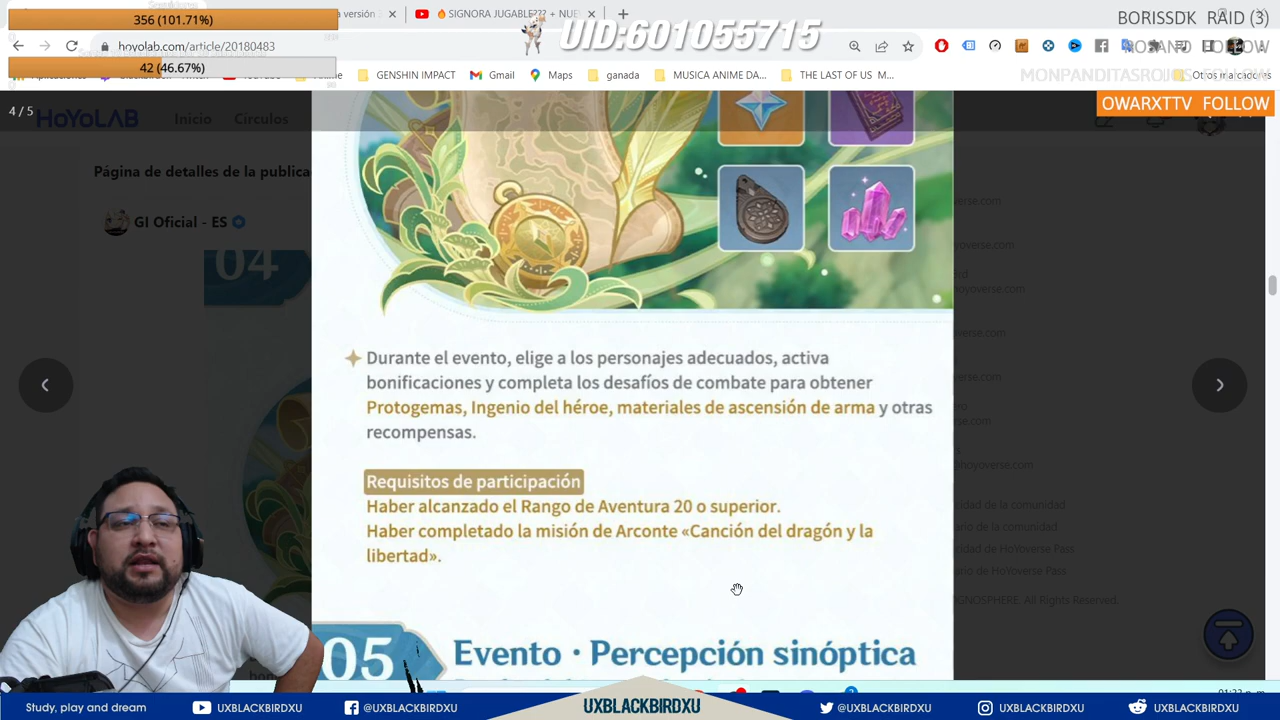 356 (101.71%)
versión
SIGNORA JUGABLE??? + NUE
BORISSDK RAID (3)
hoyolab.com/article/20180483
UID:601055715
FOLLOW
42 (46.67%)
GENSHIN IMPACT
Gmail
Maps
ganada
MUSICA ANIME DA...
THE LAST OF US M...
MONPANDITASROJOS FOLLOW
Otros marcadores
OWARXTTV FOLLOW
4 / 5
HoYoLAB
Inicio
Círculos
Página de detalles de la publica
GI Oficial - ES
04
Durante el evento, elige a los personajes adecuados, activa
bonificaciones y completa los desafíos de combate para obtener
Protogemas, Ingenio del héroe, materiales de ascensión de arma y otras
recompensas.
Requisitos de participación
Haber alcanzado el Rango de Aventura 20 o superior.
Haber completado la misión de Arconte «Canción del dragón y la
libertad».
05
Evento · Percepción sinóptica
Study, play and dream
UXBLACKBIRDXU
@UXBLACKBIRDXU
UXBLACKBIRDXU
@UXBLACKBIRDXU
UXBLACKBIRDXU
UXBLACKBIRDXU